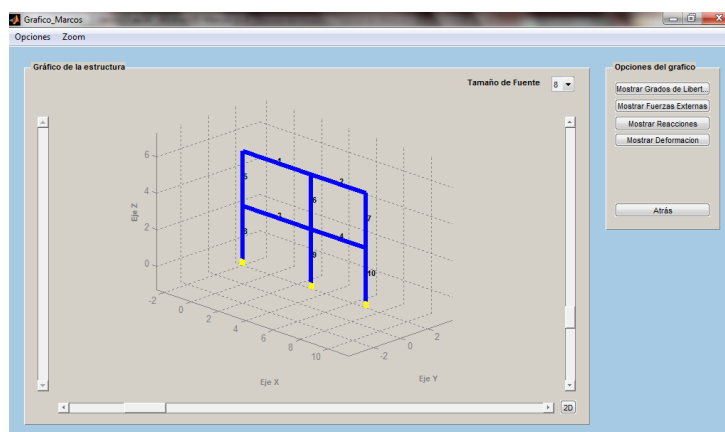 Grafico_Marcos
Opciones Zoom
Gráfico de la estructura
Tamaño de Fuente 8
6
4
2
0
Eje Z
1
2
5
6
7
3
4
8
9
10
-2
0
2
4
6
8
10
Eje X
-2
0
2
Eje Y
2D
Opciones del grafico
Mostrar Grados de Libert...
Mostrar Fuerzas Externas
Mostrar Reacciones
Mostrar Deformacion
Atrás